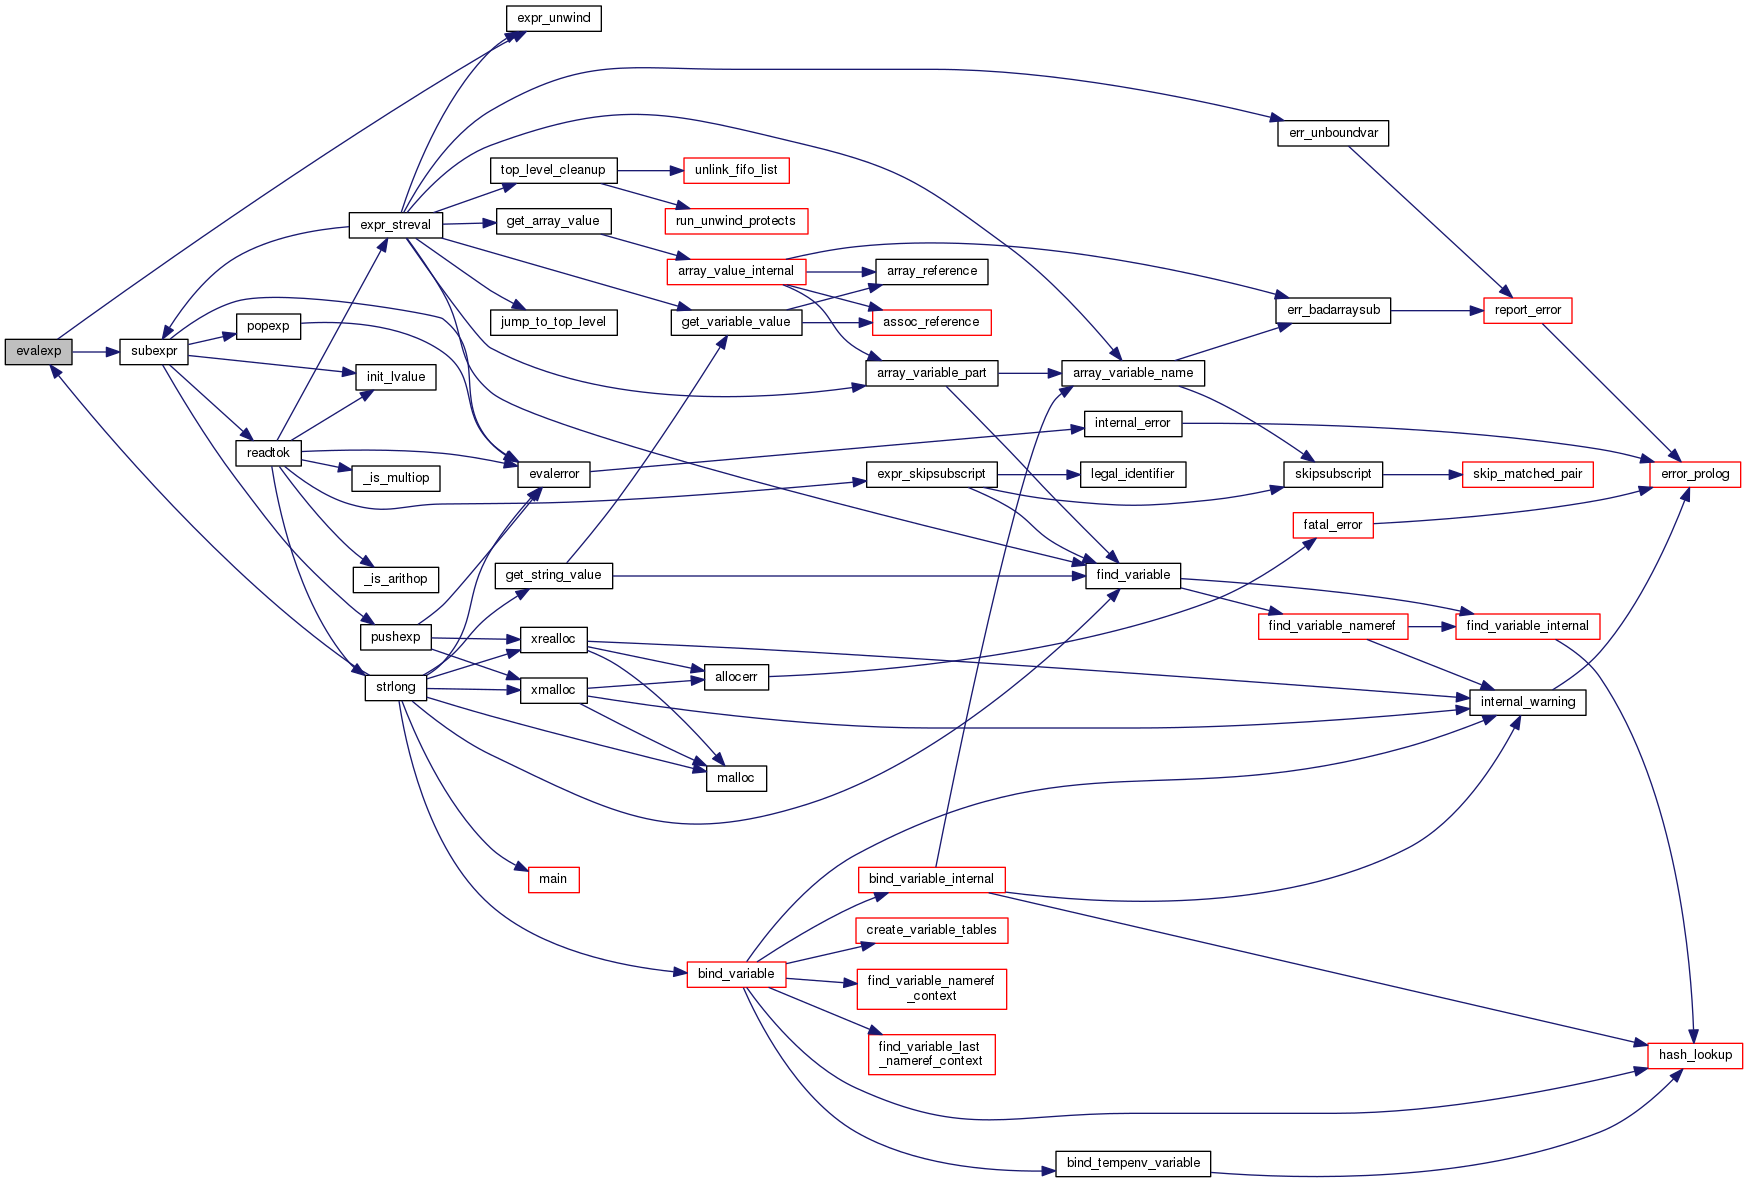 expr_unwind
err_unboundvar
top_level_cleanup
unlink_fifo_list
expr_streval
get_array_value
run_unwind_protects
array_value_internal
array_reference
err_badarraysub
report_error
popexp
jump_to_top_level
get_variable_value
assoc_reference
evalexp
subexpr
init_lvalue
array_variable_part
array_variable_name
internal_error
readtok
_is_multiop
evalerror
expr_skipsubscript
legal_identifier
skipsubscript
skip_matched_pair
error_prolog
fatal_error
_is_arithop
get_string_value
find_variable
find_variable_nameref
find_variable_internal
pushexp
xrealloc
strlong
xmalloc
allocerr
internal_warning
malloc
main
bind_variable_internal
create_variable_tables
bind_variable
find_variable_nameref
_context
find_variable_last
_nameref_context
hash_lookup
bind_tempenv_variable